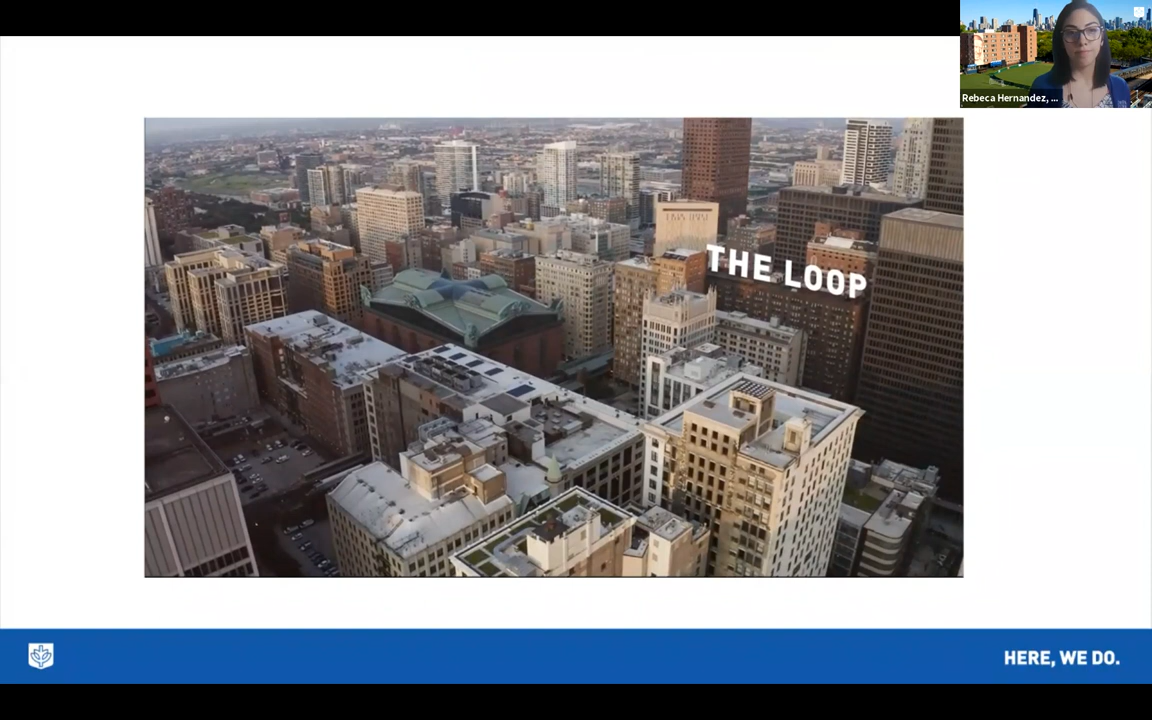 Rebeca Hernandez, ...
THE LOOP
HERE, WE DO.